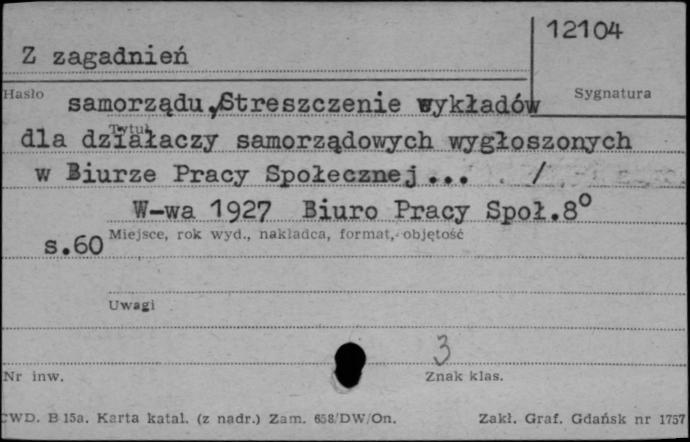 12104
Z zagadnień
Hasło
Sygnatura
samorządu,/Streszczenie wykładów
Tytuł
dla działaczy samorządowych wygłoszonych
w Biurze Pracy Społecznej... /
W-wa 1927 Biuro Pracy Społ.8°
s.60 Miejsce, rok wyd., nakładca, format, objętość
Uwagi
3
Nr inw.
Znak klas.
CWD. B 15a. Karta katal. (z nadr.) Zam. 658/DW/On. Zakł. Graf. Gdańsk nr 1757